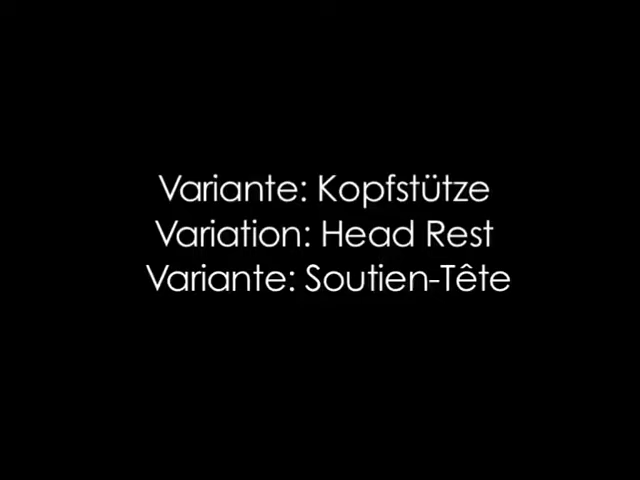 Variante: Kopfstütze
Variation: Head Rest
Variante: Soutien-Tête